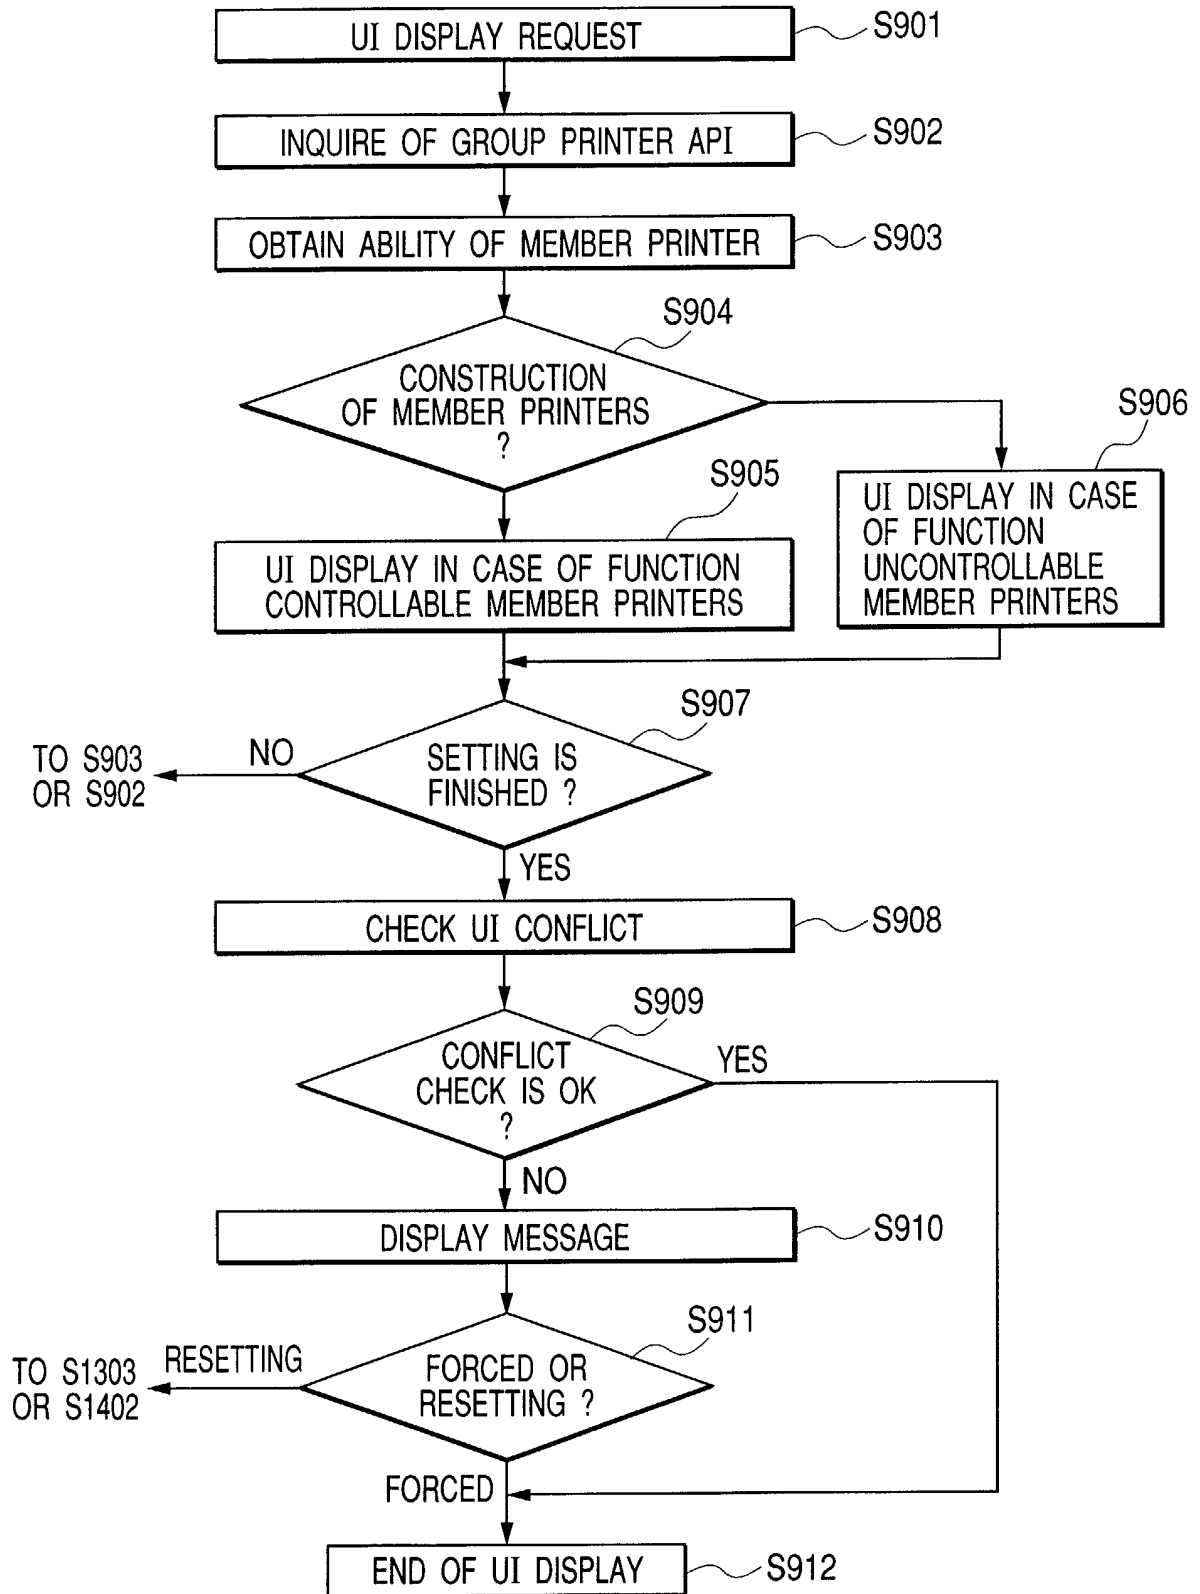 UI DISPLAY REQUEST
S901
INQUIRE OF GROUP PRINTER API
S902
OBTAIN ABILITY OF MEMBER PRINTER
S903
S904
CONSTRUCTION
OF MEMBER PRINTERS
?
S906
UI DISPLAY IN CASE
OF FUNCTION
UNCONTROLLABLE
MEMBER PRINTERS
S905
UI DISPLAY IN CASE OF FUNCTION
CONTROLLABLE MEMBER PRINTERS
S907
SETTING IS
FINISHED ?
NO
TO S903
OR S902
YES
CHECK UI CONFLICT
S908
S909
CONFLICT
CHECK IS OK
?
YES
NO
DISPLAY MESSAGE
S910
S911
FORCED OR
RESETTING ?
RESETTING
TO S1303
OR S1402
FORCED
END OF UI DISPLAY
S912